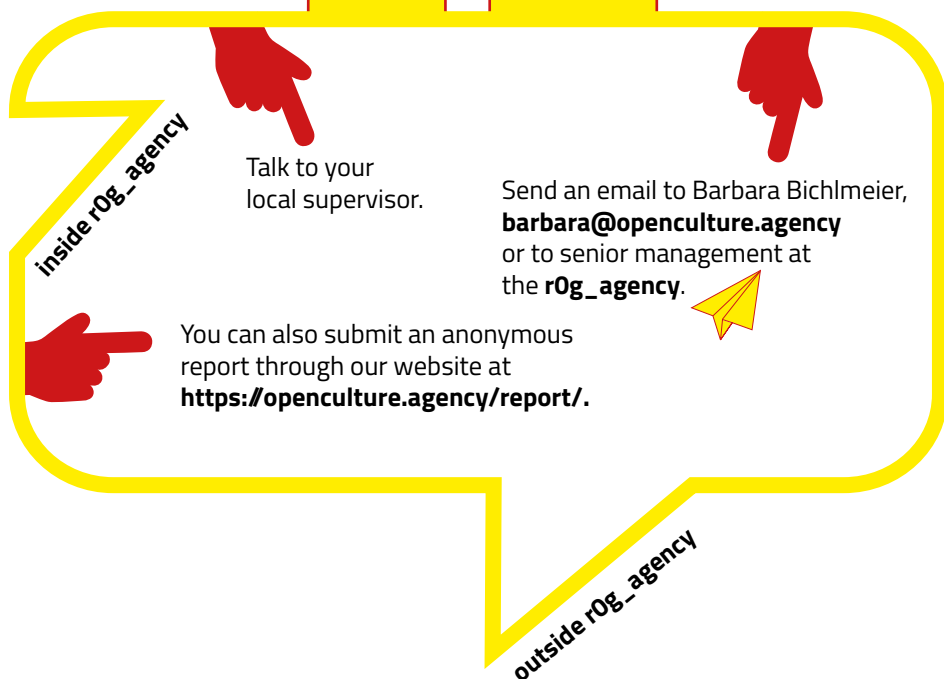 inside r0g_agency
Talk to your
local supervisor.
Send an email to Barbara Bichlmeier,
barbara@openculture.agency
or to senior management at
the r0g_agency.
You can also submit an anonymous
report through our website at
https://openculture.agency/report/.
outside r0g_agency